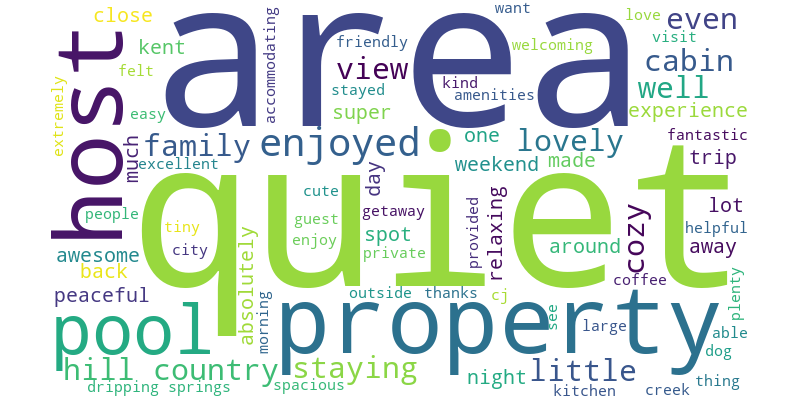 close
want
love
even
kent
area
friendly
welcoming
visit
felt
accommodating
view
kind
cabin
host
stayed
amenities
well
extremely
easy
super
experience
much
family
enjoyed
one
lovely
fantastic
excellent
day
weekend
made
trip
quiet
people
cute
getaway
provided
relaxing
cozy
lot
tiny
guest
spot
helpful
city
enjoy
private
around
away
awesome
absolutely
back
coffee
peaceful
morning
outside thanks
cj
plenty
pool
property
see
large
able
dog
hill country
staying
night
little
thing
dripping springs
spacious
kitchen
creek